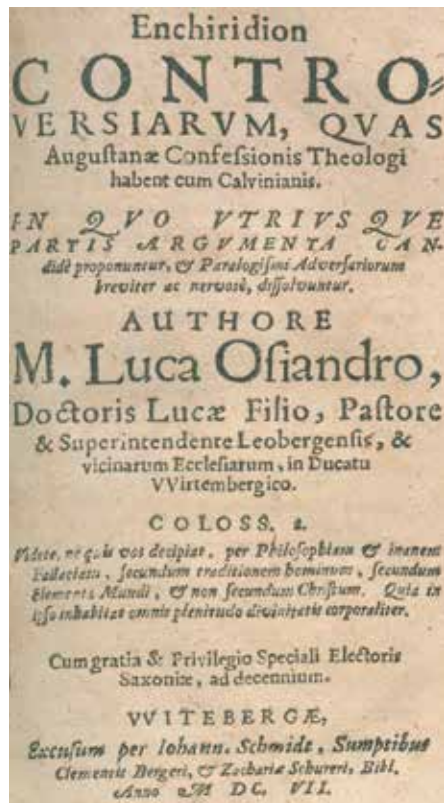 Enchiridion
CONTRO-
VERSIARVM, QVAS
Auguſtanæ Confeſsionis Theologi
habent cum Calvinianis.
IN QVO VTRIVSQVE
PARTIS ARGVMENTA CAN-
didè proponuntur, & Paralogiſmi Adverſariorum
breviter ac nervosè, diſſolvuntur.
AUTHORE
M. Luca Oſiandro,
Doctoris Lucæ Filio, Paſtore
& Superintendente Leobergenſis, &
vicinarum Eccleſiarum, in Ducatu
VVirtembergico.
COLOSS. 2.
Videte, ne quis vos decipiat, per Philoſophiam & inanem
Fallaciam, ſecundum traditionem hominum, ſecundum
Elementa Mundi, & non ſecundum Chriſtum. Quia in
ipſo inhabitat omnis plenitudo divinitatis corporaliter.
Cum gratia & Privilegio Speciali Electoris
Saxoniæ, ad decennium.
VVITEBERGÆ,
Excuſum per Iohann. Schmidt, Sumptibus
Clementis Bergeri, & Zachariæ Schureri, Bibl.
Anno M DC. VII.